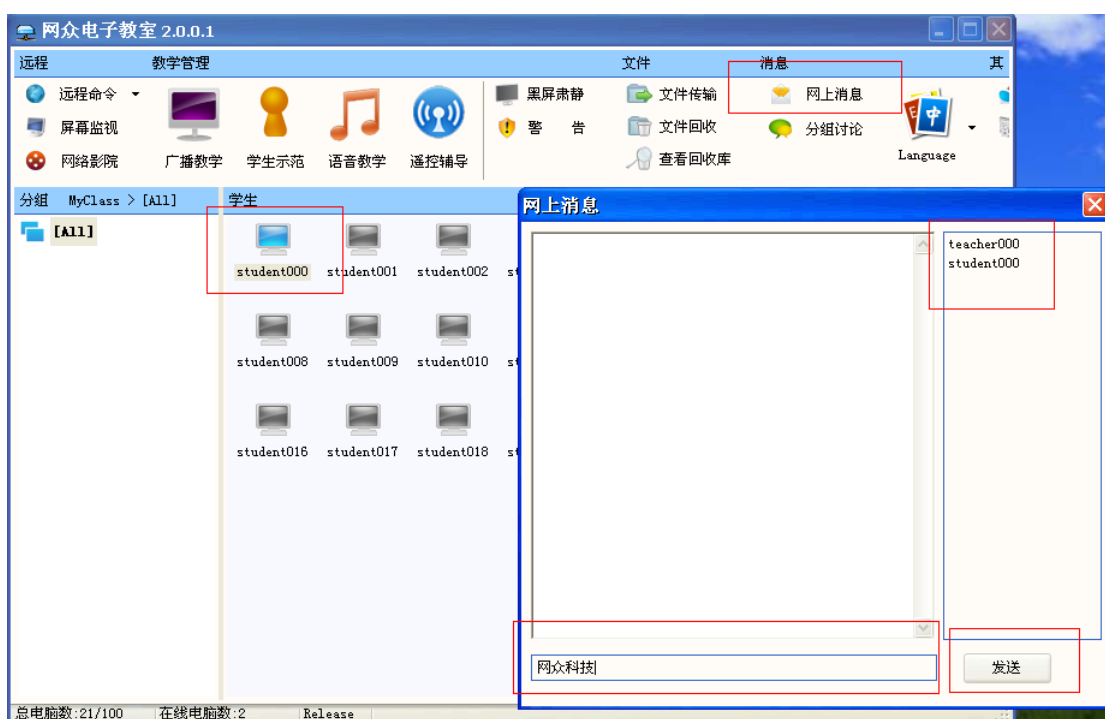 网众电子教室 2.0.0.1
远程 教学管理 文件 消息 其
远程命令
屏幕监视
网络影院
广播教学
学生示范
语音教学
遥控辅导
黑屏肃静
警 告
文件传输
文件回收
查看回收库
网上消息
分组讨论
Language
分组 MyClass > [All]
学生
[All]
student000 student001 student002 st
student008 student009 student010 st
student016 student017 student018 st
网上消息
teacher000
student000
网众科技
发送
总电脑数:21/100 在线电脑数:2 Release